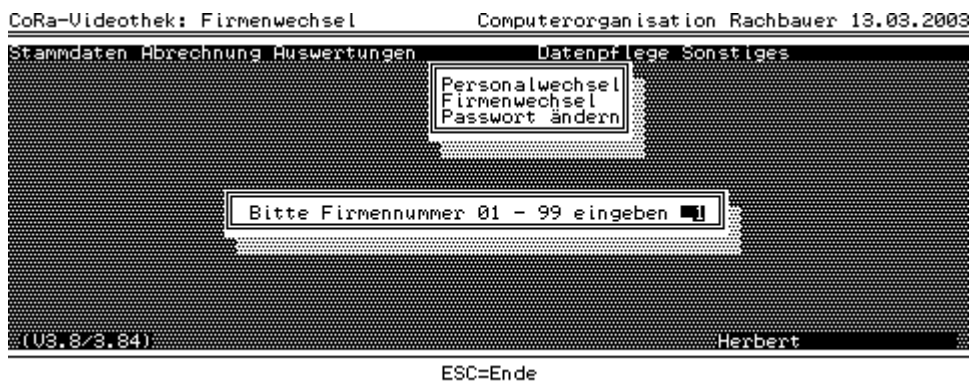 CoRa-Videothek: Firmenwechsel Computerorganisation Rachbauer 13.03.2003
Stammdaten Abrechnung Auswertungen Datenpflege Sonstiges
Personalwechsel
Firmenwechsel
Passwort ändern
Bitte Firmennummer 01 - 99 eingeben 1
(V3.8/3.84) Herbert
ESC=Ende